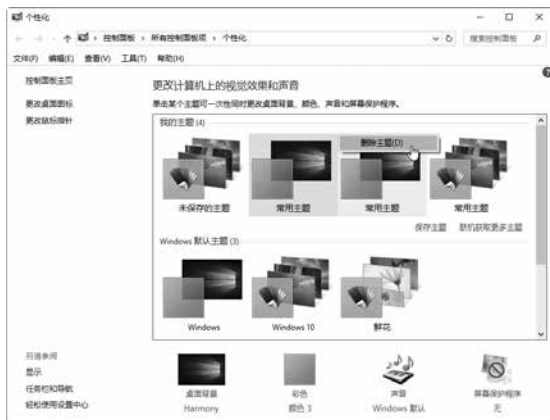 个性化
控制面板 › 所有控制面板项 › 个性化
搜索控制面板
文件(F) 编辑(E) 查看(V) 工具(T) 帮助(H)
控制面板主页
更改桌面图标
更改鼠标指针
更改计算机上的视觉效果和声音
单击某个主题可一次性同时更改桌面背景、颜色、声音和屏幕保护程序。
我的主题 (4)
删除主题(D)
未保存的主题 常用主题 常用主题 常用主题
保存主题 联机获取更多主题
Windows 默认主题 (3)
Windows Windows 10 鲜花
另请参阅
显示
任务栏和导航
轻松使用设置中心
桌面背景 彩色 声音 屏幕保护程序
Harmony 颜色 3 Windows 默认 无